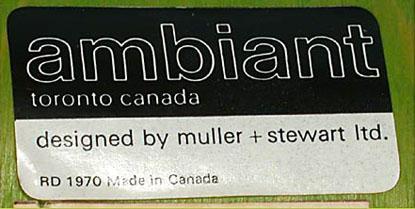 ambiant
toronto canada
designed by muller + stewart ltd.
RD 1970 Made in Canada